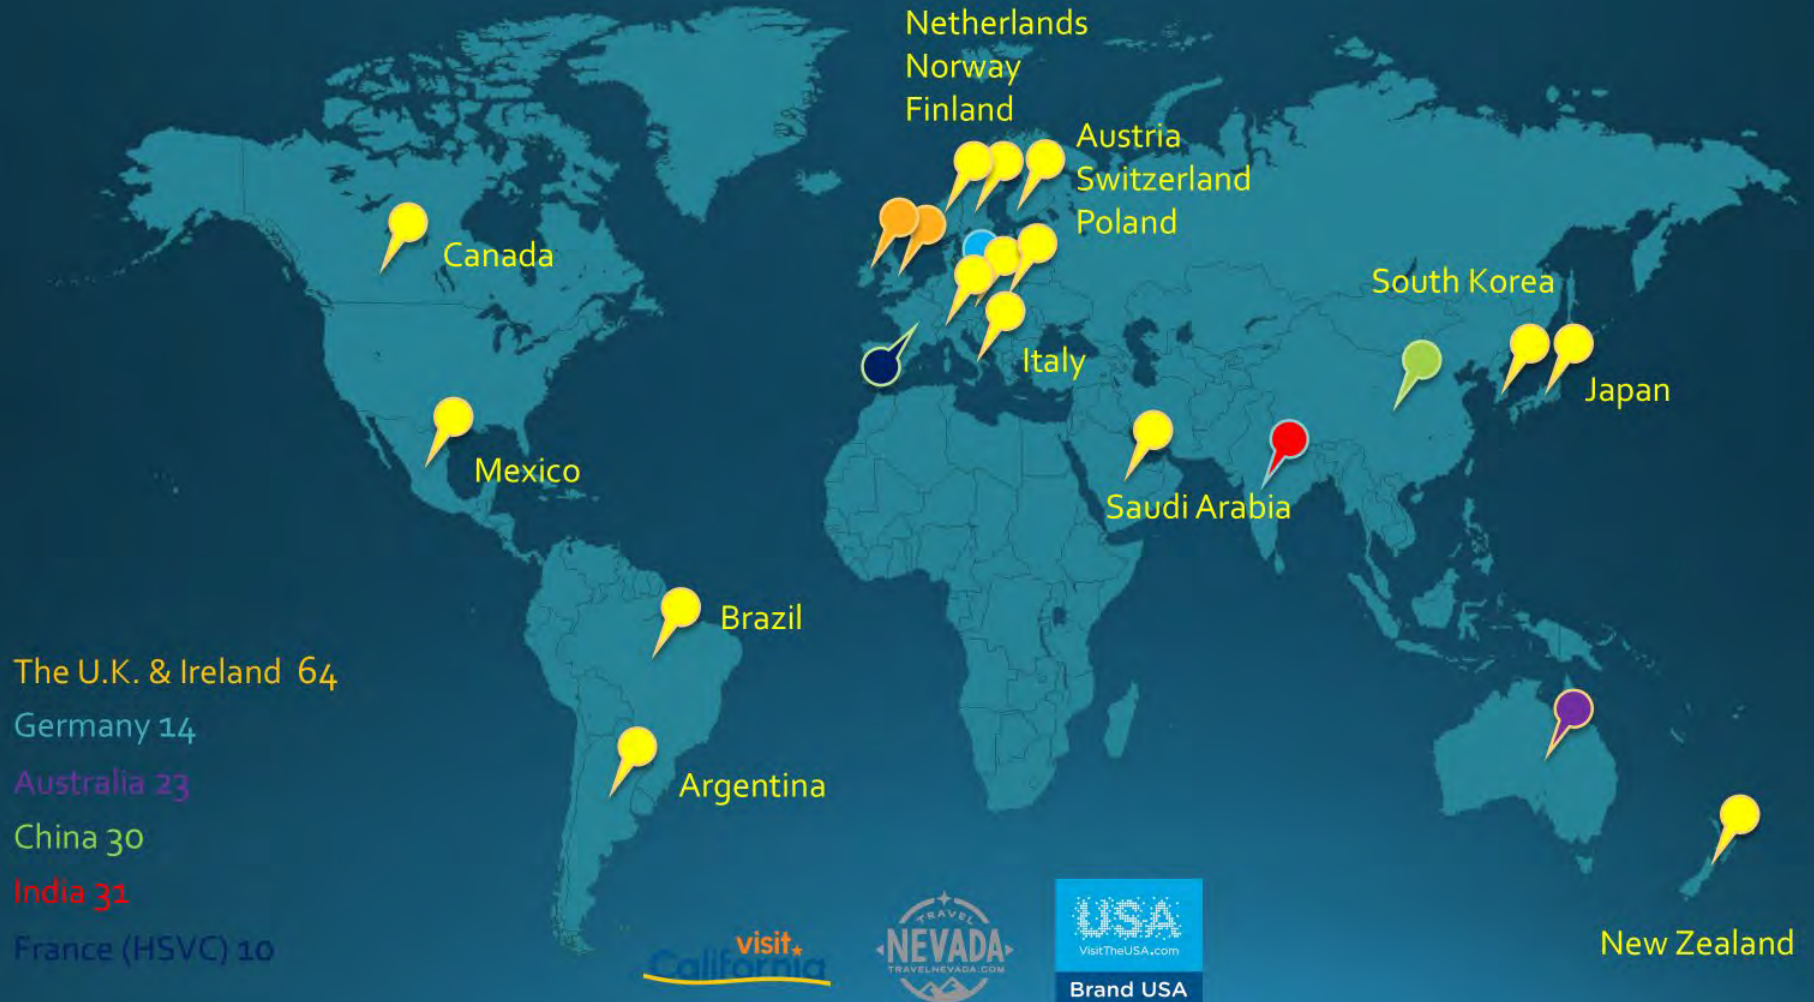 Netherlands
Norway
Finland
Austria
Switzerland
Poland
Canada
South Korea
Italy
Japan
Mexico
Saudi Arabia
Brazil
The U.K. & Ireland 64
Germany 14
Australia 23
Argentina
China 30
India 31
France (HSVC) 10
New Zealand
visit
California
TRAVEL
NEVADA
TRAVELNEVADA.COM
USA
VisitTheUSA.com
Brand USA